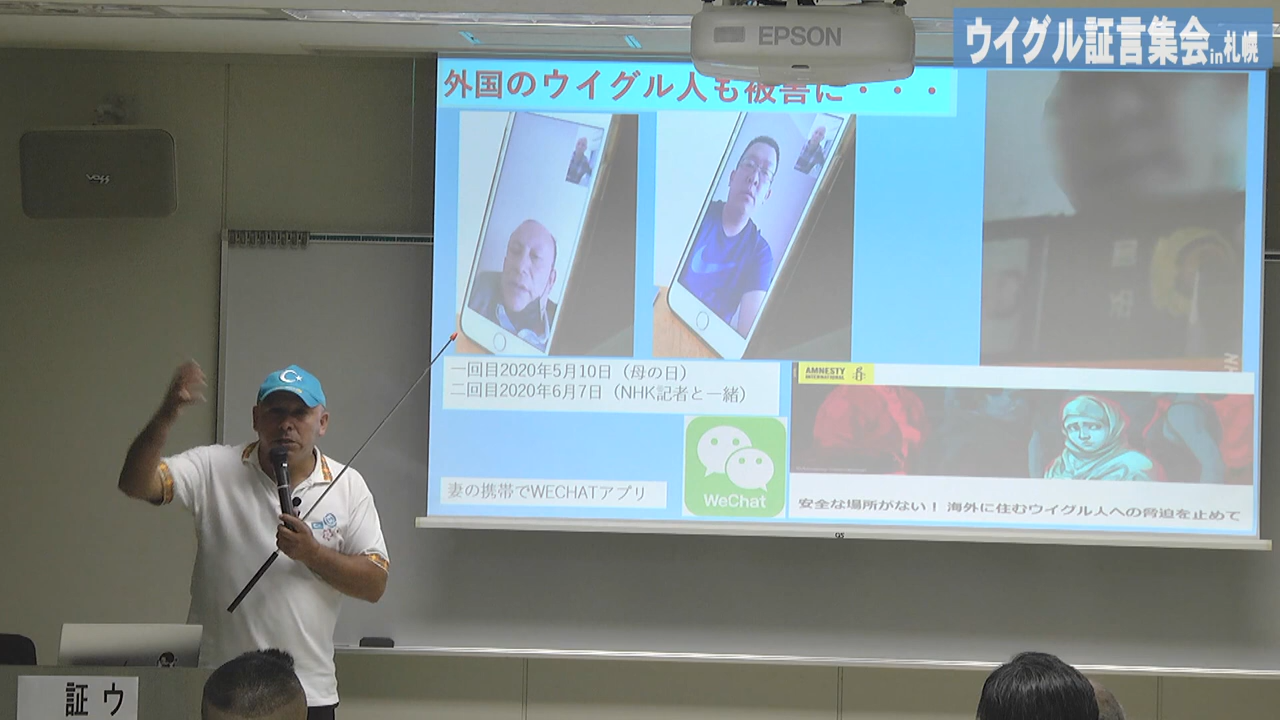 ウイグル証言集会in札幌
EPSON
外国のウイグル人も被害に・・・
一回目2020年5月10日（母の日）
二回目2020年6月7日（NHK記者と一緒）
AMNESTY
INTERNATIONAL
WeChat
妻の携帯でWECHATアプリ
安全な場所がない！ 海外に住むウイグル人への脅迫を止めて
証 ウ